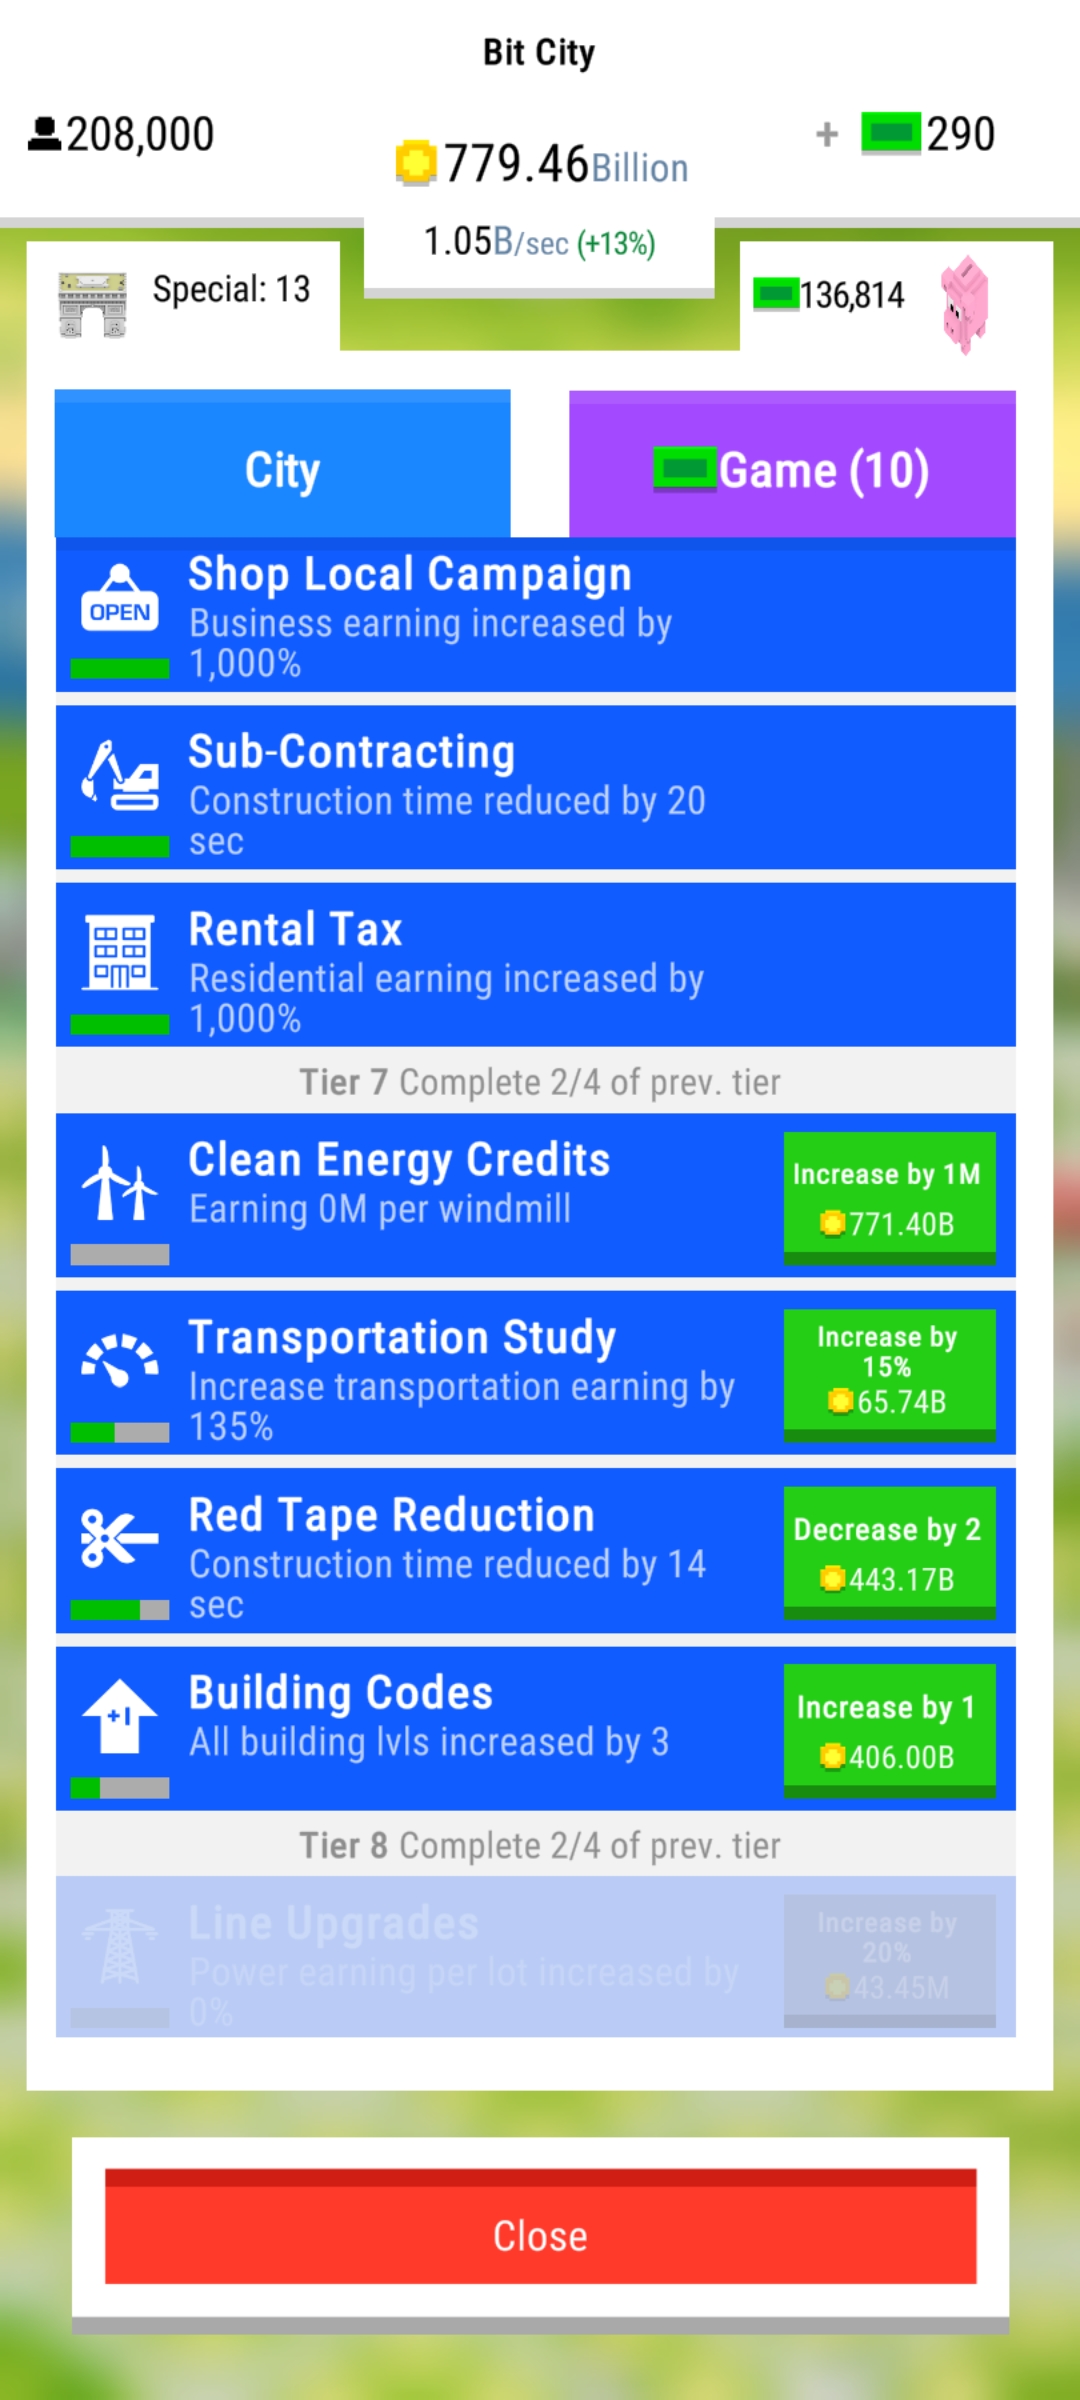 Bit City
208,000
779.46Billion
+ 290
1.05B/sec (+13%)
Special: 13
136,814
City
Game (10)
Shop Local Campaign
OPEN
Business earning increased by
1,000%
Sub-Contracting
Construction time reduced by 20
sec
Rental Tax
Residential earning increased by
1,000%
Tier 7 Complete 2/4 of prev. tier
Clean Energy Credits
Earning 0M per windmill
Increase by 1M
771.40B
Transportation Study
Increase transportation earning by
135%
Increase by
15%
65.74B
Red Tape Reduction
Construction time reduced by 14
sec
Decrease by 2
443.17B
+1
Building Codes
All building lvls increased by 3
Increase by 1
406.00B
Tier 8 Complete 2/4 of prev. tier
Line Upgrades
Power earning per lot increased by
0%
Increase by
20%
43.45M
Close